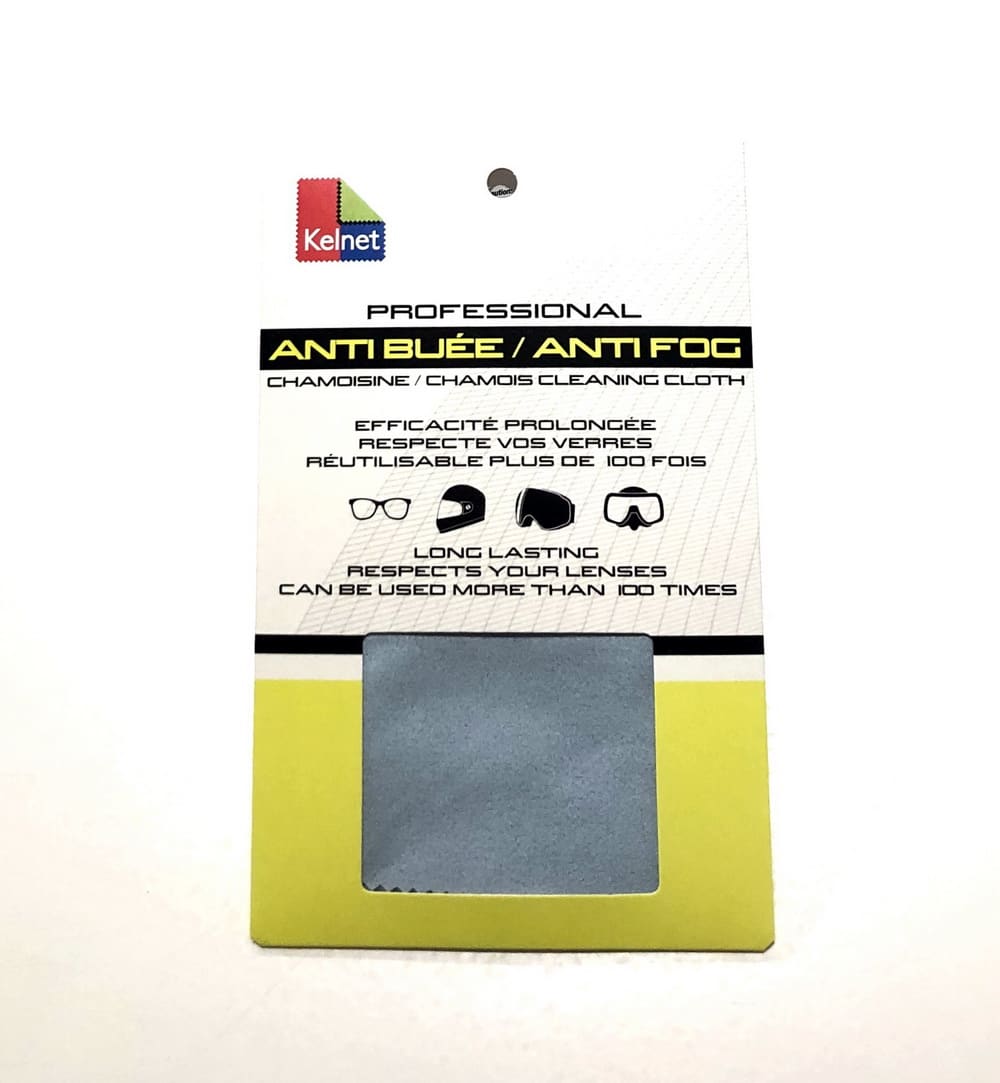 Kelnet
PROFESSIONAL
ANTI BUÉE / ANTI FOG
CHAMOISINE / CHAMOIS CLEANING CLOTH
EFFICACITÉ PROLONGÉE
RESPECTE VOS VERRES
RÉUTILISABLE PLUS DE 100 FOIS
LONG LASTING
RESPECTS YOUR LENSES
CAN BE USED MORE THAN 100 TIMES